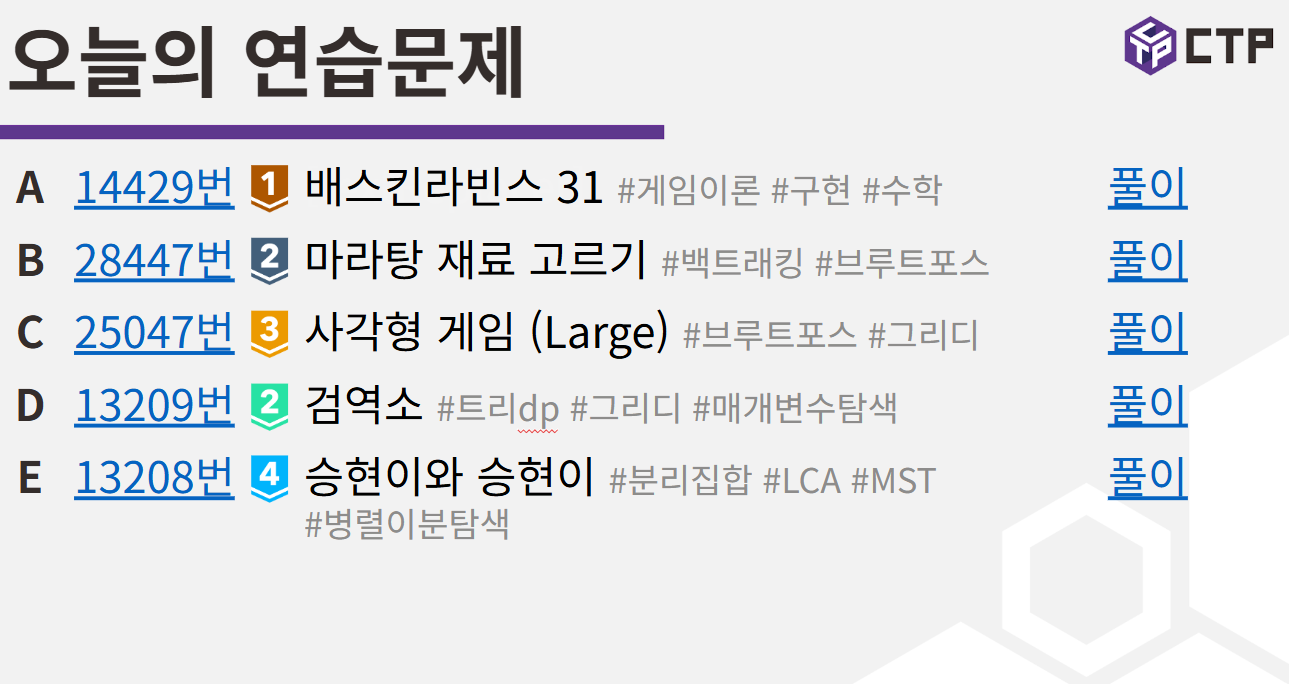 오늘의 연습문제
CTP
A 14429번 1 배스킨라빈스 31 #게임이론 #구현 #수학 풀이
B 28447번 2 마라탕 재료 고르기 #백트래킹 #브루트포스 풀이
C 25047번 3 사각형 게임 (Large) #브루트포스 #그리디 풀이
D 13209번 2 검역소 #트리dp #그리디 #매개변수탐색 풀이
E 13208번 4 승현이와 승현이 #분리집합 #LCA #MST 풀이
#병렬이분탐색